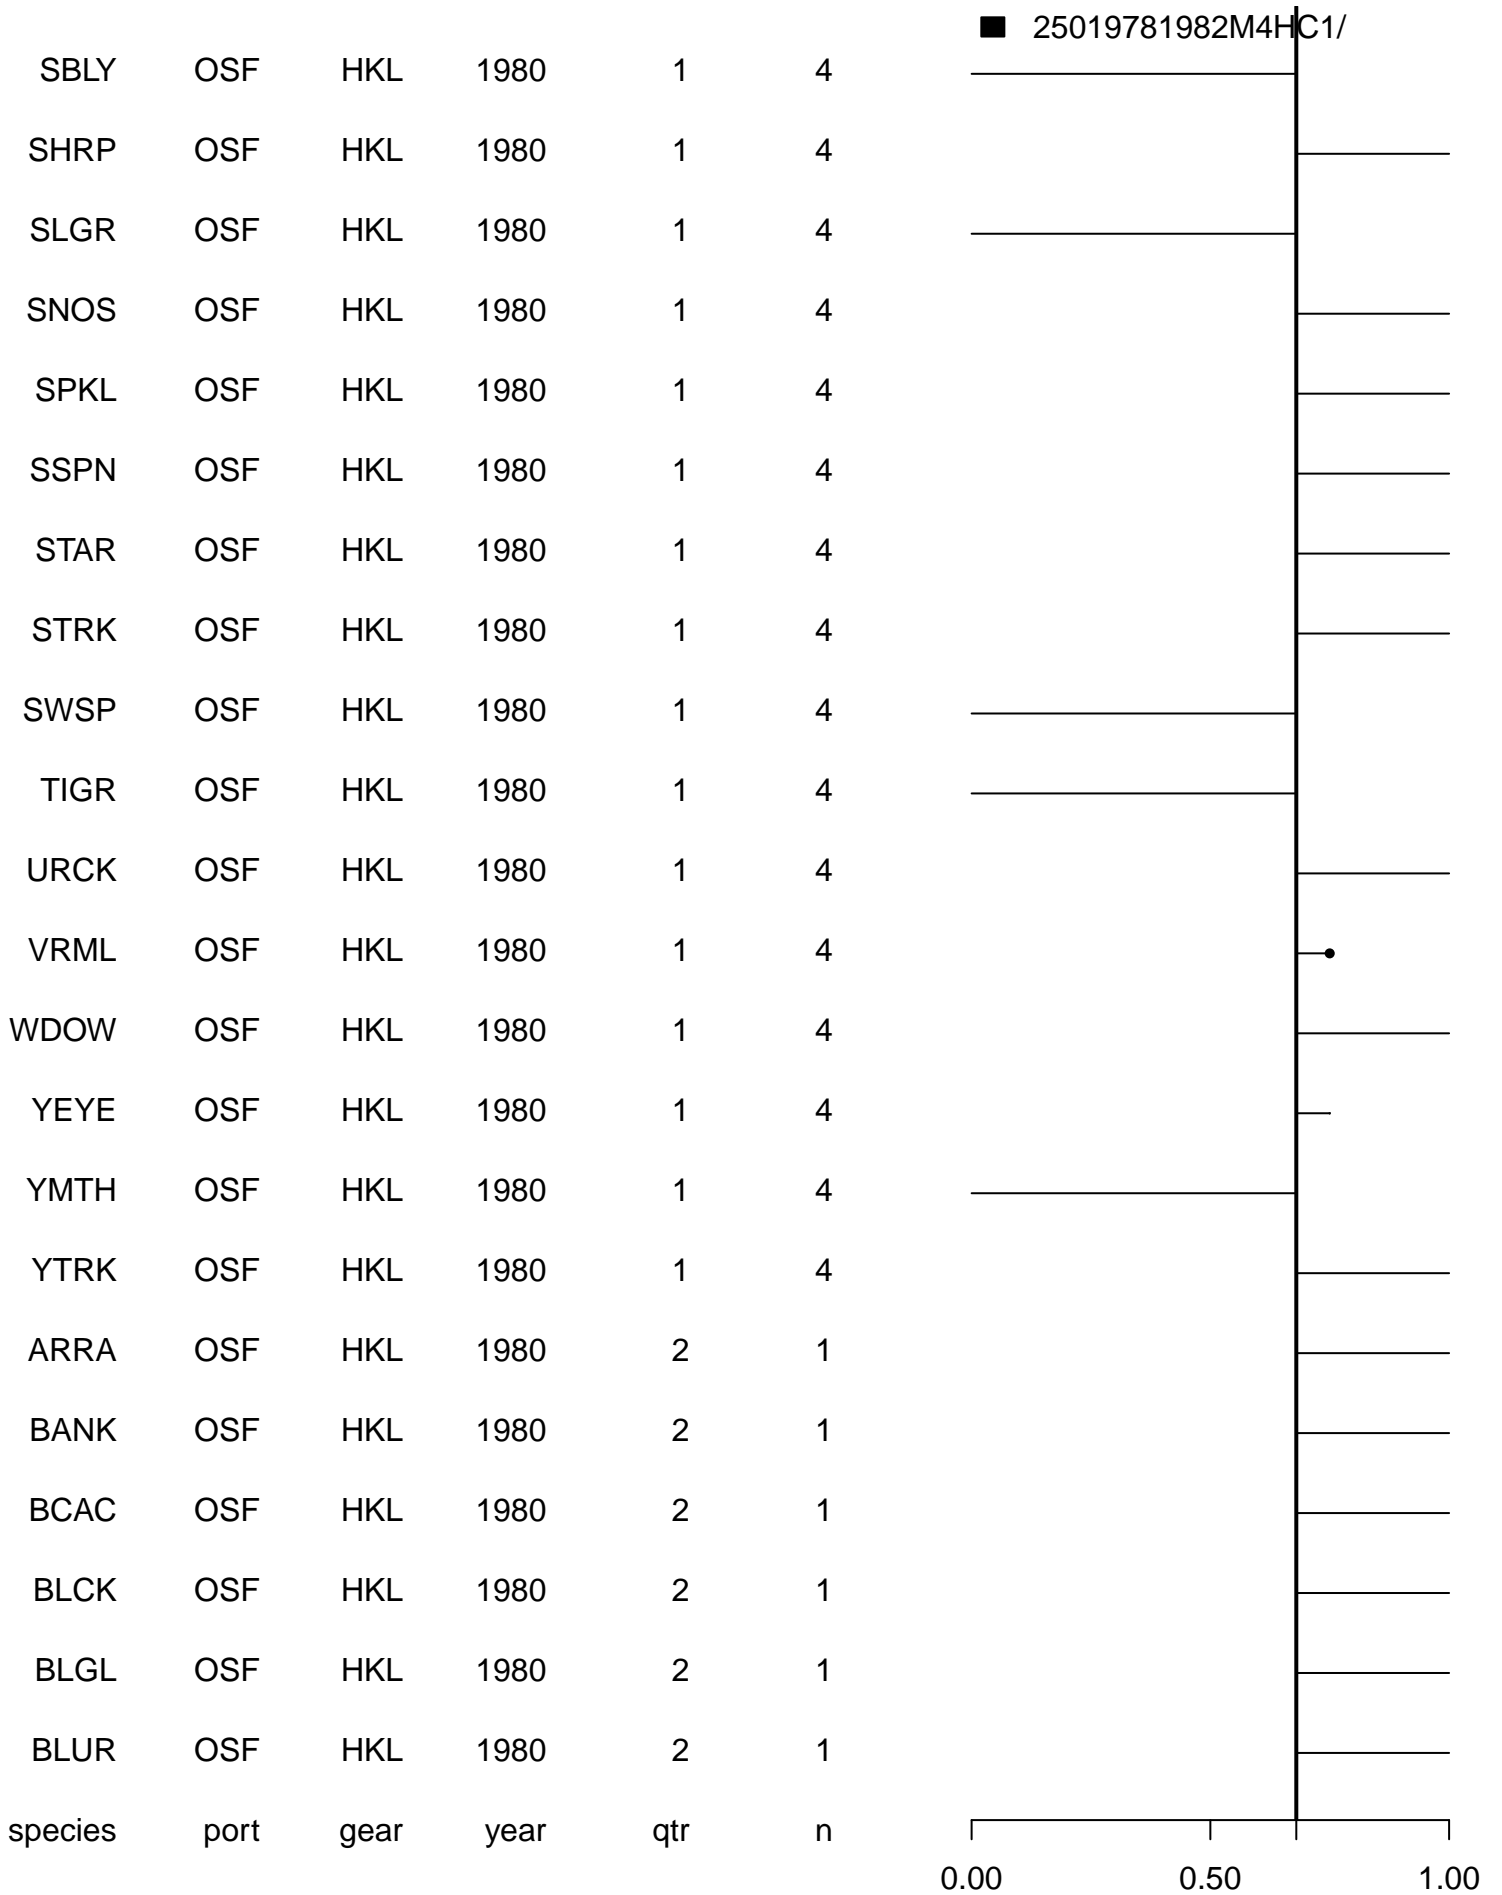 25019781982M4HC1/
SBLY OSF HKL 1980 1 4
SHRP OSF HKL 1980 1 4
SLGR OSF HKL 1980 1 4
SNOS OSF HKL 1980 1 4
SPKL OSF HKL 1980 1 4
SSPN OSF HKL 1980 1 4
STAR OSF HKL 1980 1 4
STRK OSF HKL 1980 1 4
SWSP OSF HKL 1980 1 4
TIGR OSF HKL 1980 1 4
URCK OSF HKL 1980 1 4
VRML OSF HKL 1980 1 4
WDOW OSF HKL 1980 1 4
YEYE OSF HKL 1980 1 4
YMTH OSF HKL 1980 1 4
YTRK OSF HKL 1980 1 4
ARRA OSF HKL 1980 2 1
BANK OSF HKL 1980 2 1
BCAC OSF HKL 1980 2 1
BLCK OSF HKL 1980 2 1
BLGL OSF HKL 1980 2 1
BLUR OSF HKL 1980 2 1
species port gear year qtr n
0.00 0.50 1.00